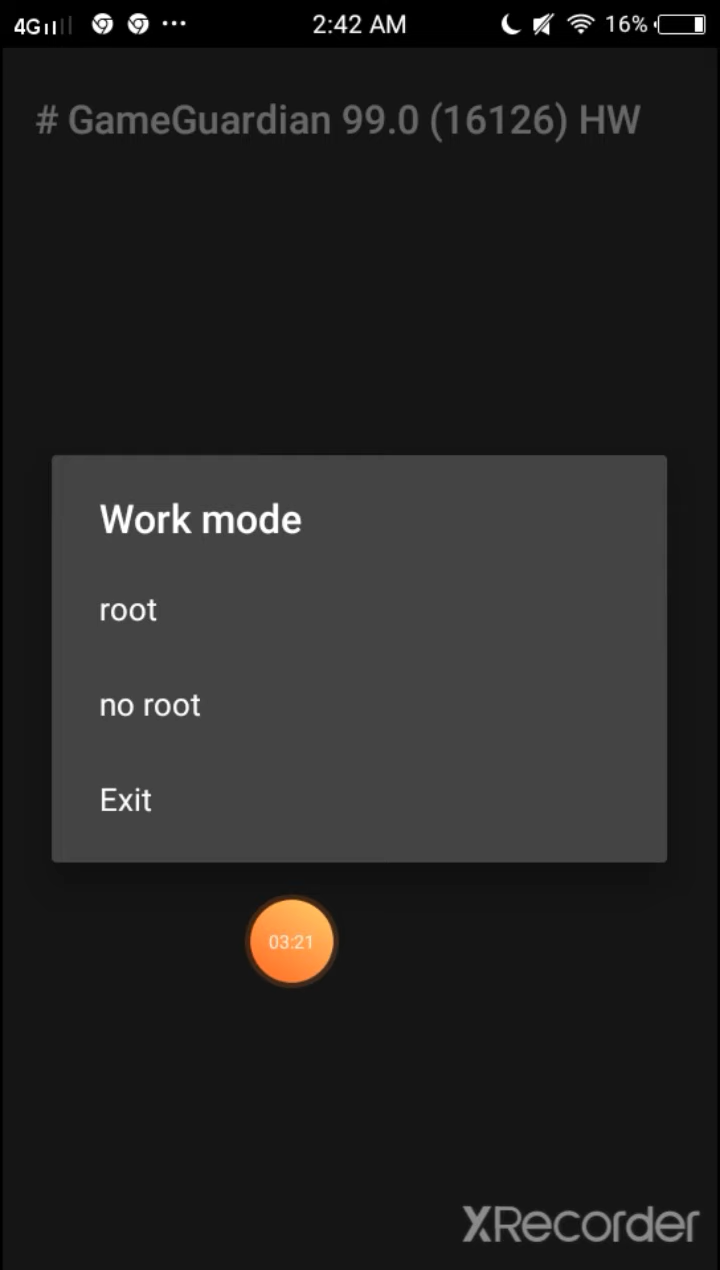 4G 2:42 AM 16%
# GameGuardian 99.0 (16126) HW
Work mode
root
no root
Exit
03:21
XRecorder